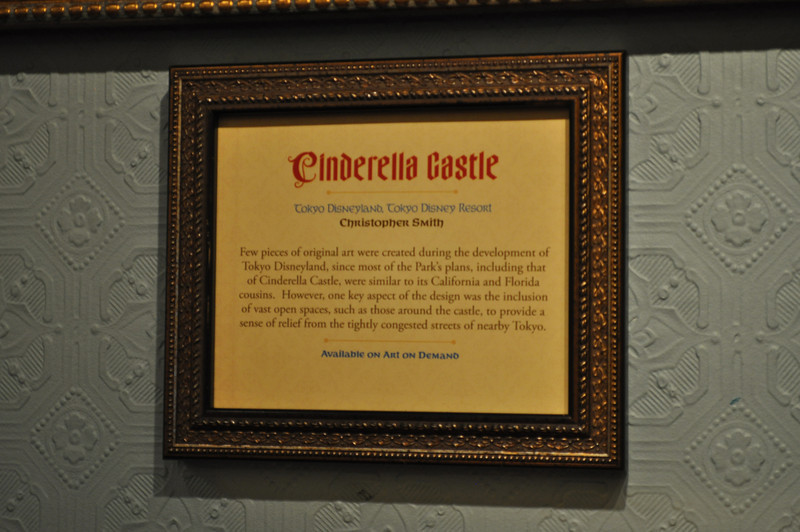 Cinderella Castle
Tokyo Disneyland, Tokyo Disney Resort
Christopher Smith
Few pieces of original art were created during the development of
Tokyo Disneyland, since most of the Park's plans, including that
of Cinderella Castle, were similar to its California and Florida
cousins. However, one key aspect of the design was the inclusion
of vast open spaces, such as those around the castle, to provide a
sense of relief from the tightly congested streets of nearby Tokyo.
Available on Art on Demand